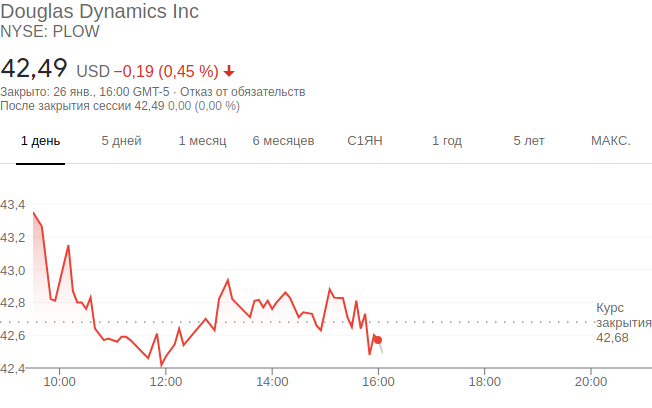 Douglas Dynamics Inc
NYSE: PLOW
42,49 USD −0,19 (0,45 %)
Закрыто: 26 янв., 16:00 GMT-5 · Отказ от обязательств
После закрытия сессии 42,49 0,00 (0,00 %)
1 день 5 дней 1 месяц 6 месяцев С1ЯН 1 год 5 лет МАКС.
43,4
43,2
43,0
42,8
Курс
закрытия
42,68
42,6
42,4
10:00 12:00 14:00 16:00 18:00 20:00